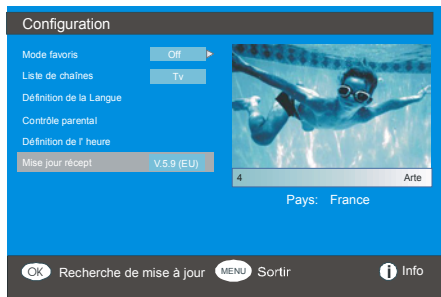 Configuration
Mode favoris Off
Liste de chaînes Tv
Définition de la Langue
Contrôle parental
Définition de l' heure
Mise jour récept V.5.9 (EU)
4 Arte
Pays: France
OK Recherche de mise à jour MENU Sortir i Info